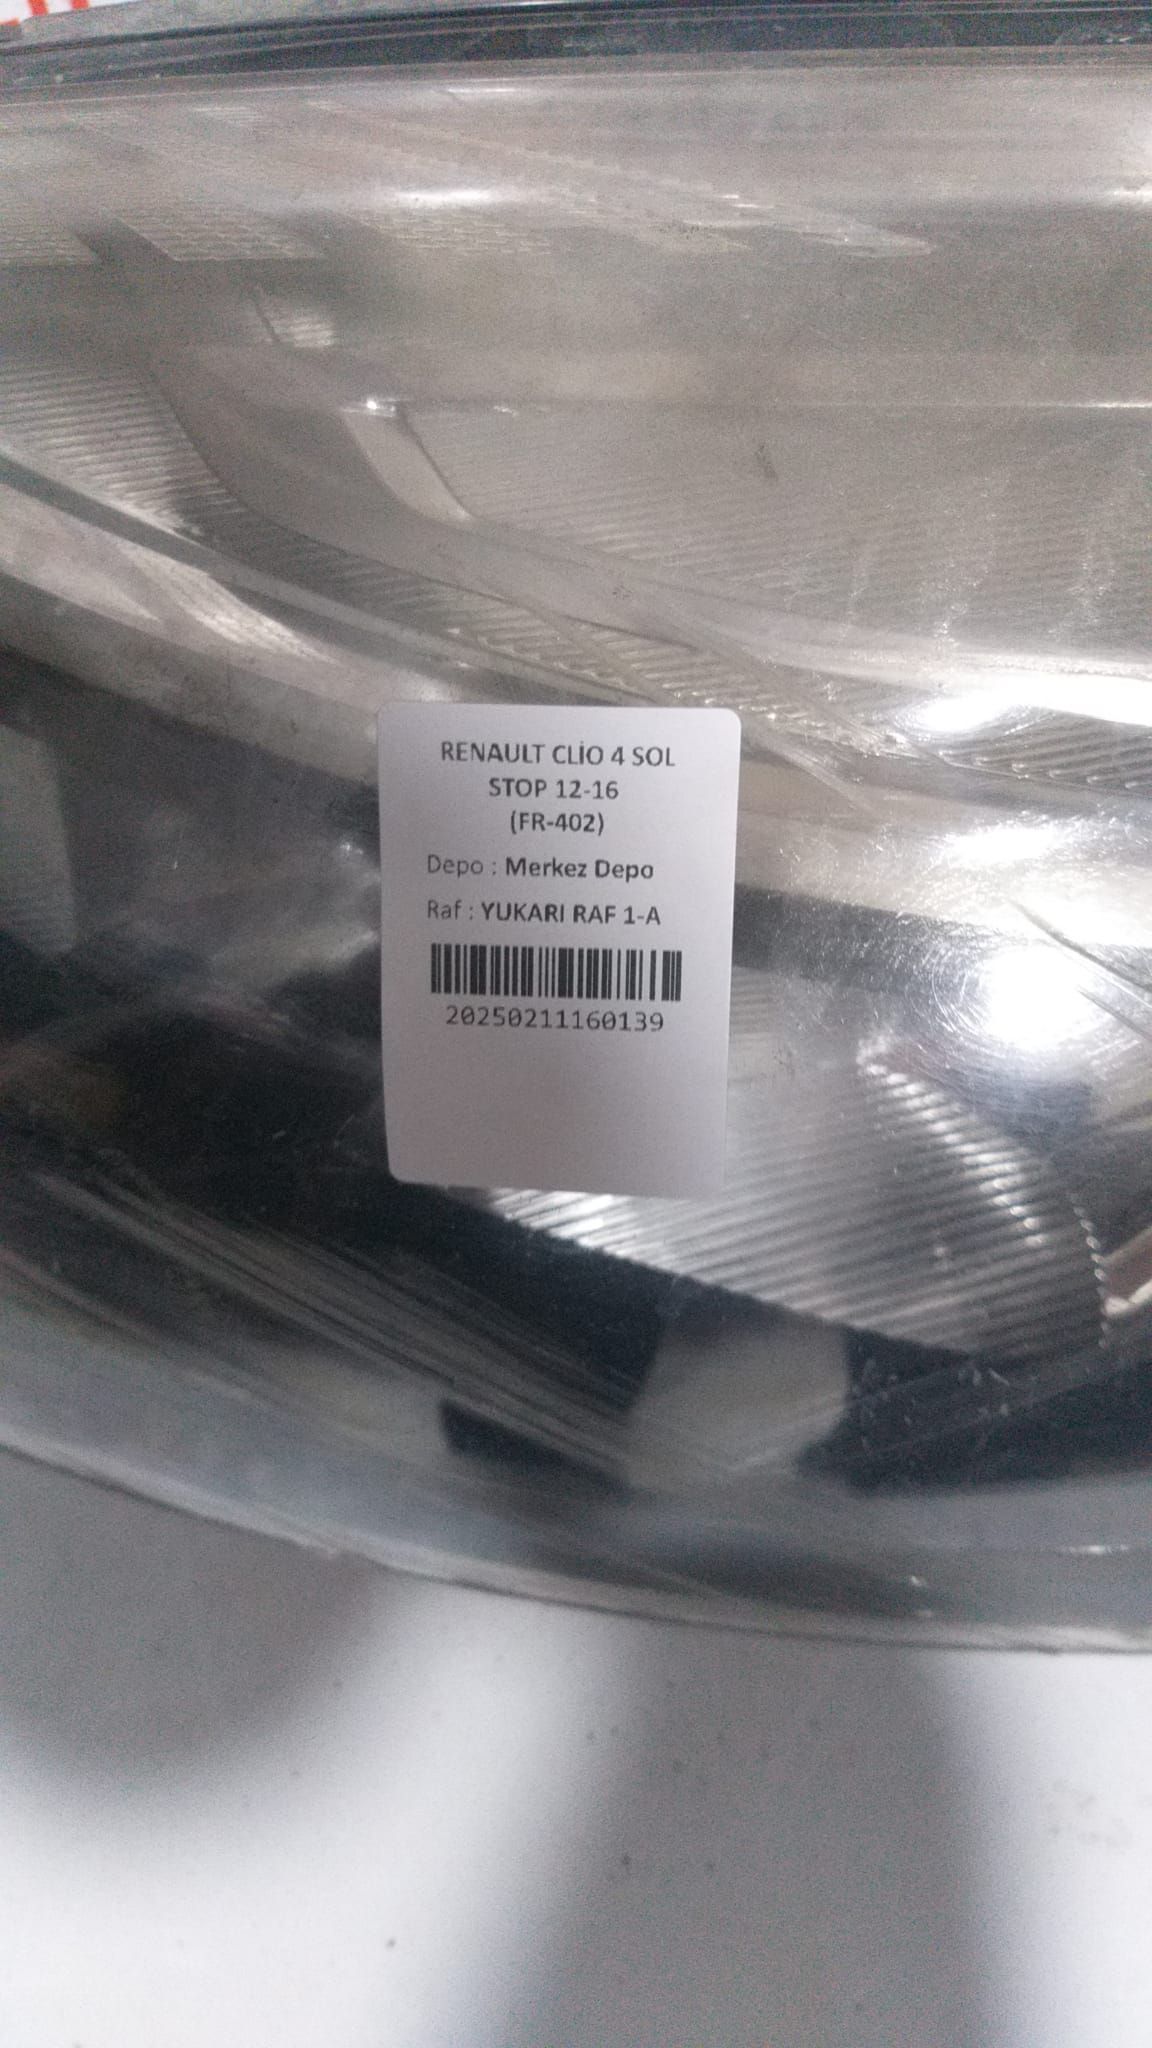 RENAULT CLİO 4 SOL
STOP 12-16
(FR-402)
Depo : Merkez Depo
Raf : YUKARI RAF 1-A
20250211160139